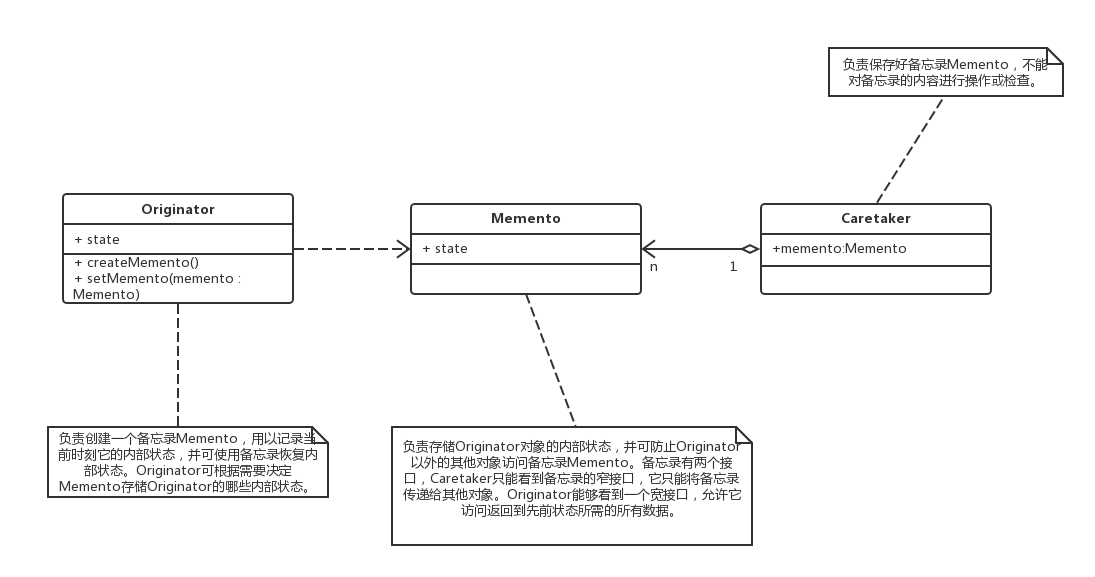 负责保存好备忘录Memento，不能
对备忘录的内容进行操作或检查。
Originator
+ state
+ createMemento()
+ setMemento(memento :
Memento)
Memento
+ state
n
1
Caretaker
+memento:Memento
负责创建一个备忘录Memento，用以记录当
前时刻它的内部状态，并可使用备忘录恢复内
部状态。Originator可根据需要决定
Memento存储Originator的哪些内部状态。
负责存储Originator对象的内部状态，并可防止Originator
以外的其他对象访问备忘录Memento。备忘录有两个接
口，Caretaker只能看到备忘录的窄接口，它只能将备忘录
传递给其他对象。Originator能够看到一个宽接口，允许它
访问返回到先前状态所需的所有数据。